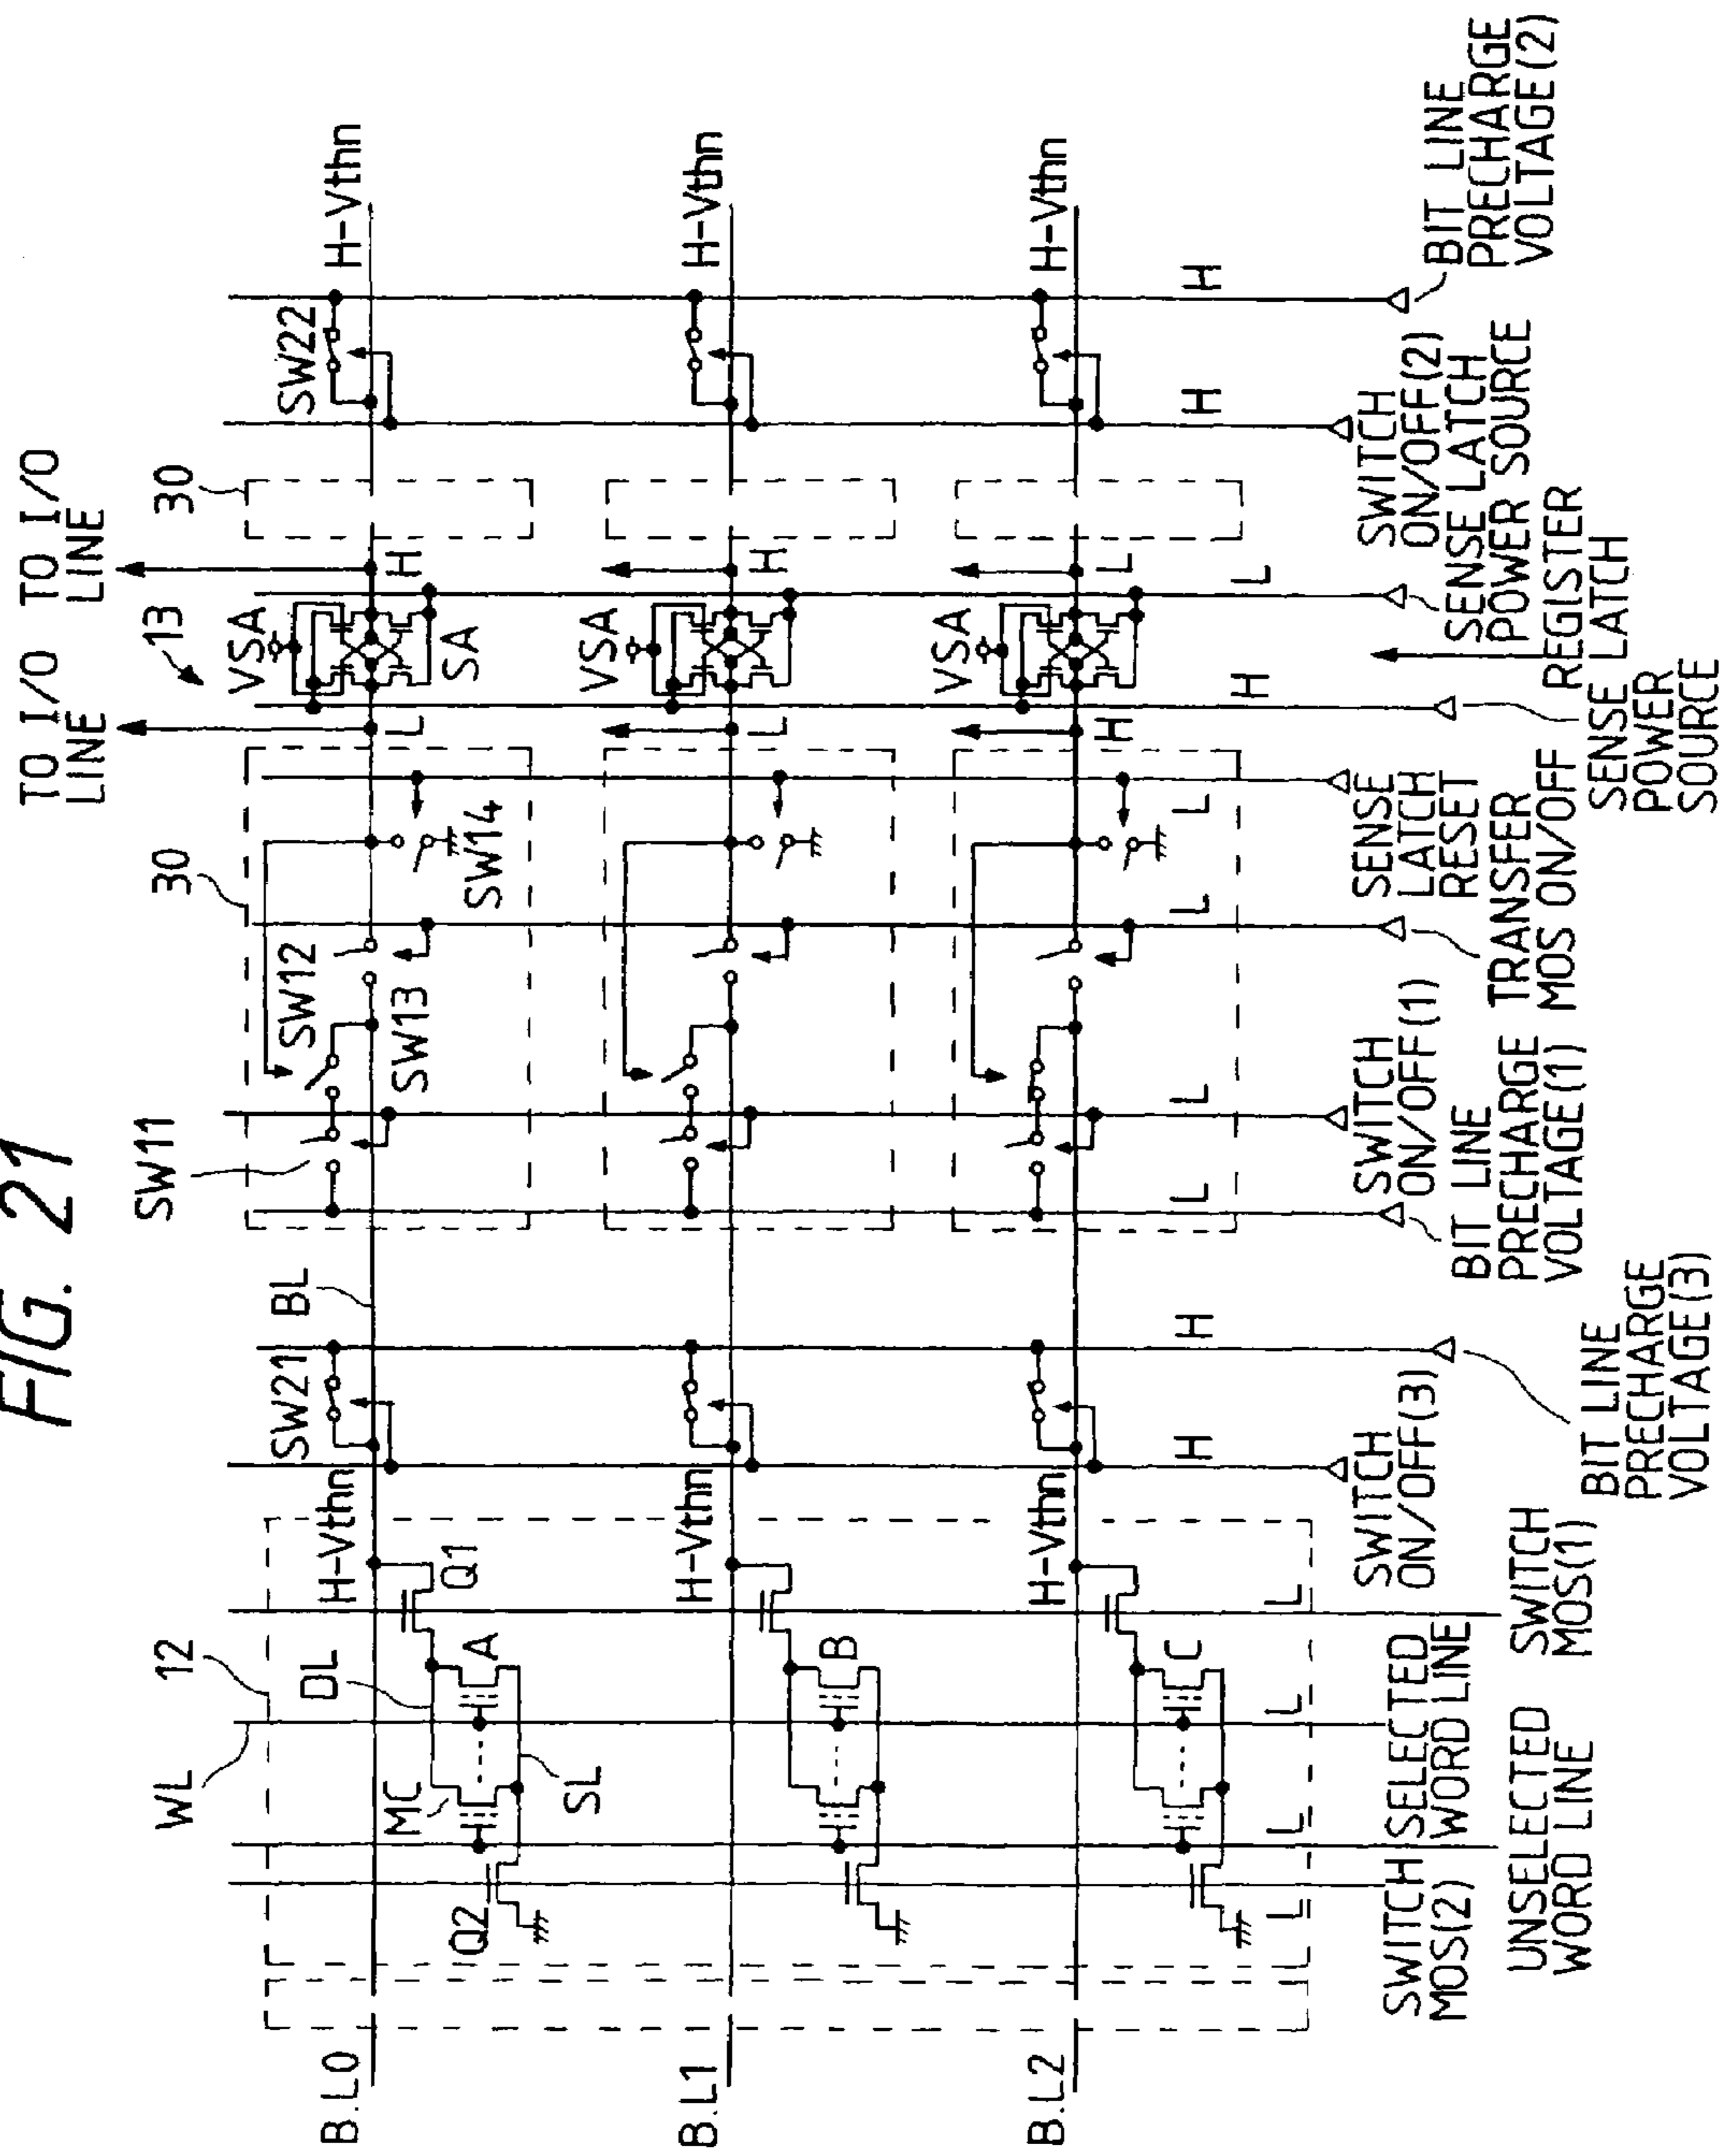 FIG. 21
TO I/O
LINE
TO I/O
LINE
13
30
30
SW11
12
WL
B.L0
DL
MC
A
SL
Q2
Q1
H-Vthn
SW21
BL
SW12
SW13
SW14
L
VSA
SA
H
SW22
H-Vthn
B.L1
B
H-Vthn
L
VSA
H
H-Vthn
B.L2
C
H-Vthn
H
VSA
L
H-Vthn
L
L
L
L
H
H
L
L
L
L
H
L
H
H
SWITCH
MOS(2)
UNSELECTED
WORD LINE
SELECTED
WORD LINE
SWITCH
MOS(1)
SWITCH
ON/OFF(3)
BIT LINE
PRECHARGE
VOLTAGE(3)
BIT LINE
PRECHARGE
VOLTAGE(1)
SWITCH
ON/OFF(1)
TRANSFER
MOS ON/OFF
SENSE
LATCH
RESET
SENSE LATCH
POWER
SOURCE
REGISTER
SENSE LATCH
POWER SOURCE
SWITCH
ON/OFF(2)
BIT LINE
PRECHARGE
VOLTAGE(2)